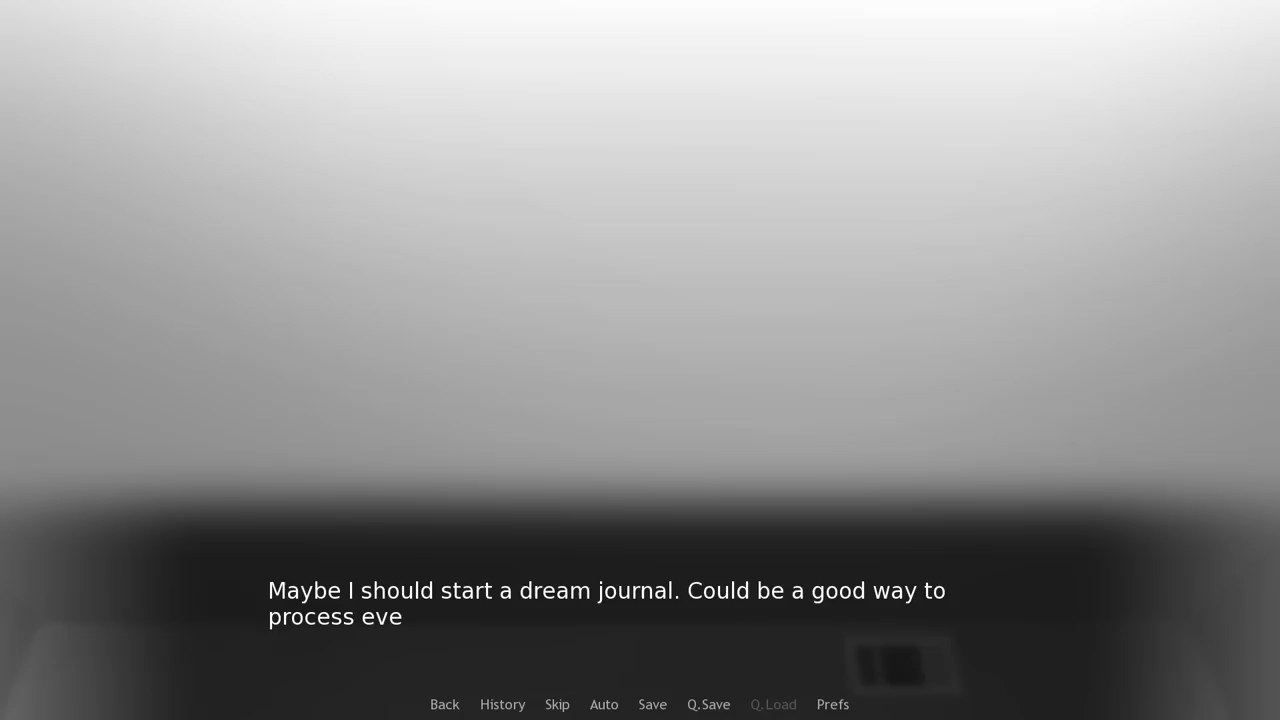 Maybe I should start a dream journal. Could be a good way to
process eve
Back History Skip Auto Save Q.Save Q.Load Prefs